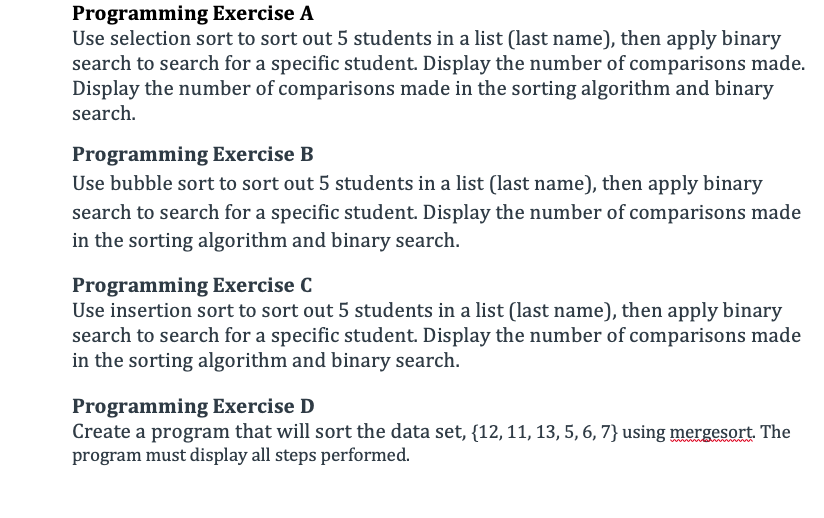 Programming Exercise A
Use selection sort to sort out 5 students in a list (last name), then apply binary
search to search for a specific student. Display the number of comparisons made.
Display the number of comparisons made in the sorting algorithm and binary
search.
Programming Exercise B
Use bubble sort to sort out 5 students in a list (last name), then apply binary
search to search for a specific student. Display the number of comparisons made
in the sorting algorithm and binary search.
Programming Exercise C
Use insertion sort to sort out 5 students in a list (last name), then apply binary
search to search for a specific student. Display the number of comparisons made
in the sorting algorithm and binary search.
Programming Exercise D
Create a program that will sort the data set, {12, 11, 13, 5, 6, 7} using mergesort. The
program must display all steps performed.